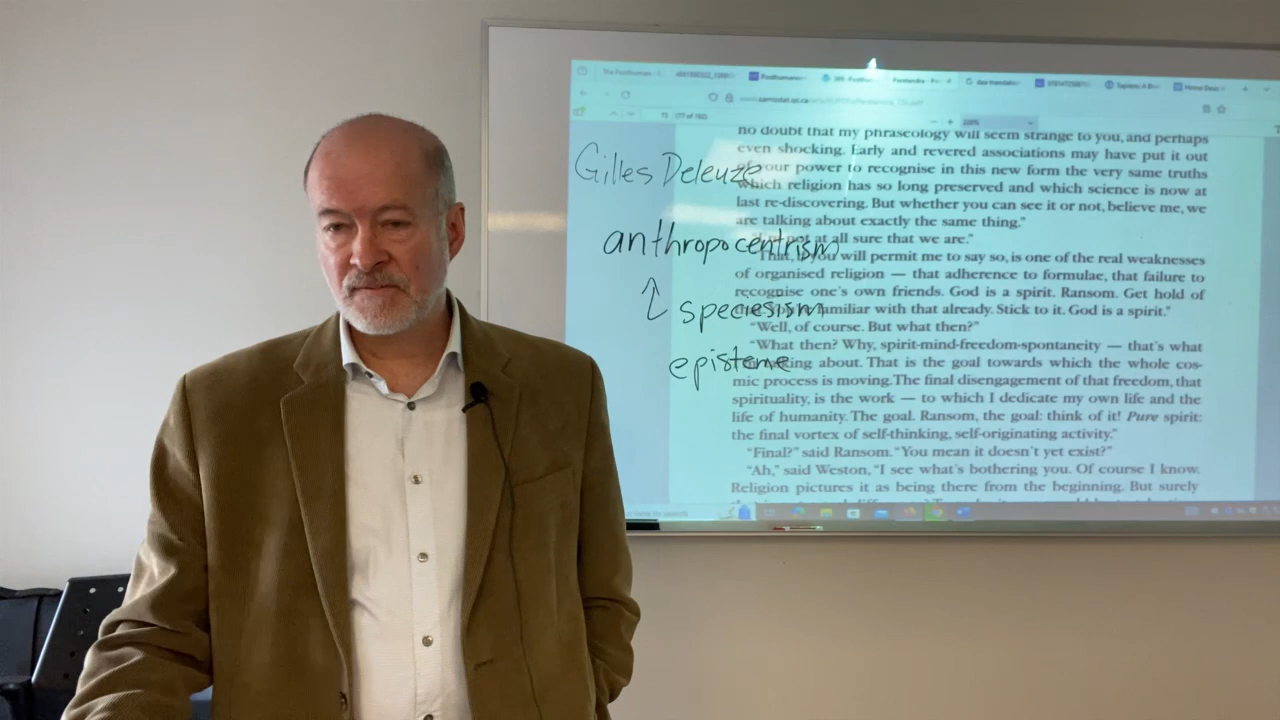 The Posthuman
Posthuman
www.samizdat.qc.ca
73 (77 of 192)
Gilles Deleuze
anthropocentrism
speciesism
episteme
no doubt that my phraseology will seem strange to you, and perhaps
even shocking. Early and revered associations may have put it out
of our power to recognise in this new form the very same truths
which religion has so long preserved and which science is now at
last re-discovering. But whether you can see it or not, believe me, we
are talking about exactly the same thing."
at all sure that we are."
"That, if you will permit me to say so, is one of the real weaknesses
of organised religion — that adherence to formulae, that failure to
recognise one's own friends. God is a spirit. Ransom. Get hold of
familiar with that already. Stick to it. God is a spirit."
"Well, of course. But what then?"
"What then? Why, spirit-mind-freedom-spontaneity — that's what
about. That is the goal towards which the whole cos-
mic process is moving. The final disengagement of that freedom, that
spirituality, is the work — to which I dedicate my own life and the
life of humanity. The goal. Ransom, the goal: think of it! Pure spirit:
the final vortex of self-thinking, self-originating activity."
"Final?" said Ransom. "You mean it doesn't yet exist?"
"Ah," said Weston, "I see what's bothering you. Of course I know.
Religion pictures it as being there from the beginning. But surely